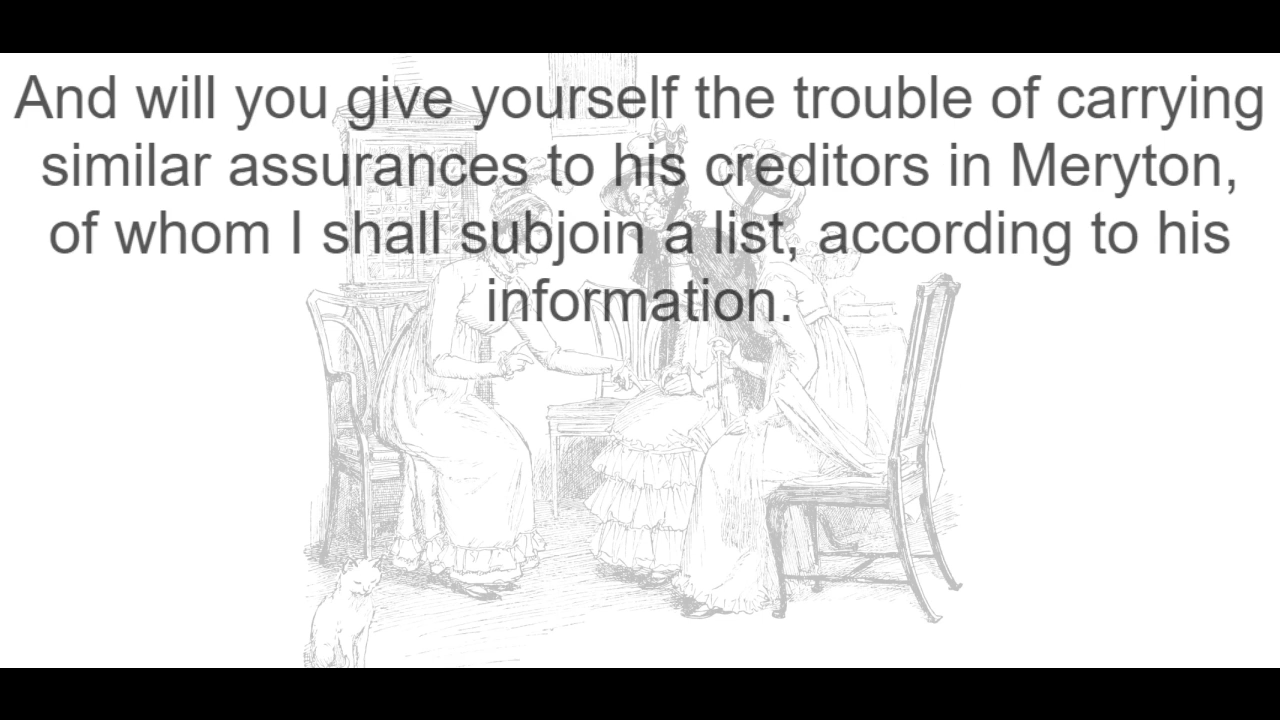 And will you give yourself the trouble of carrying
similar assurances to his creditors in Meryton,
of whom I shall subjoin a list, according to his
information.